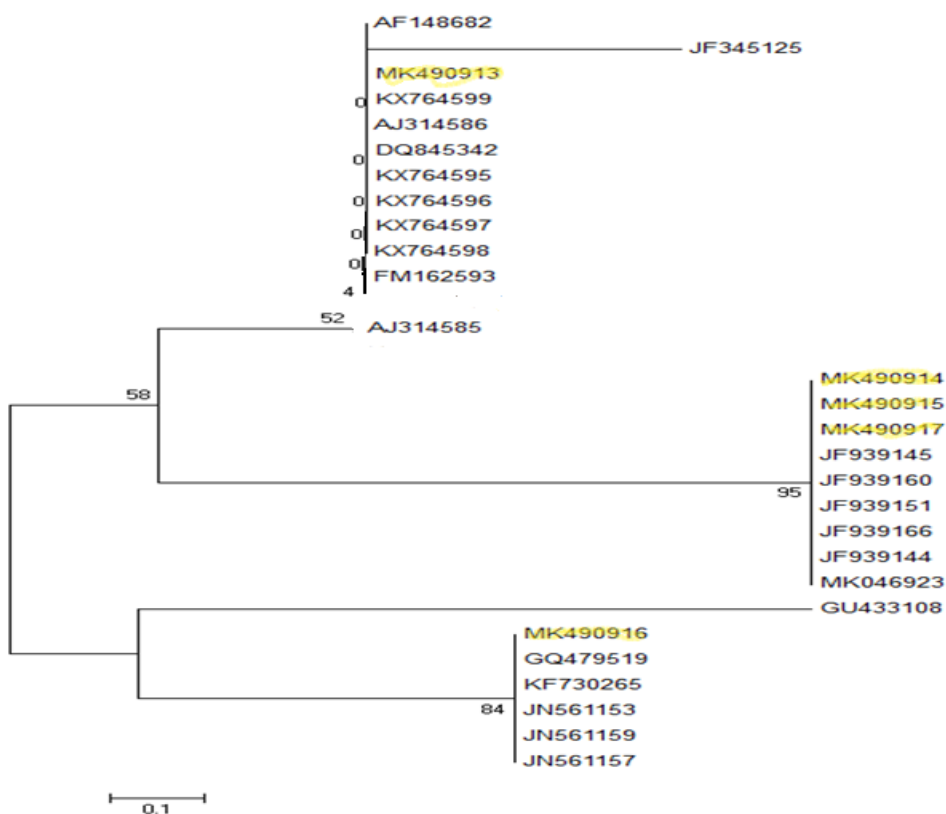 AF148682
JF345125
MK490913
0
KX764599
AJ314586
DQ845342
0
KX764595
0
KX764596
KX764597
0
KX764598
0
FM162593
4
52
AJ314585
MK490914
58
MK490915
MK490917
JF939145
JF939160
95
JF939151
JF939166
JF939144
MK046923
GU433108
MK490916
GQ479519
KF730265
84
JN561153
JN561159
JN561157
0.1